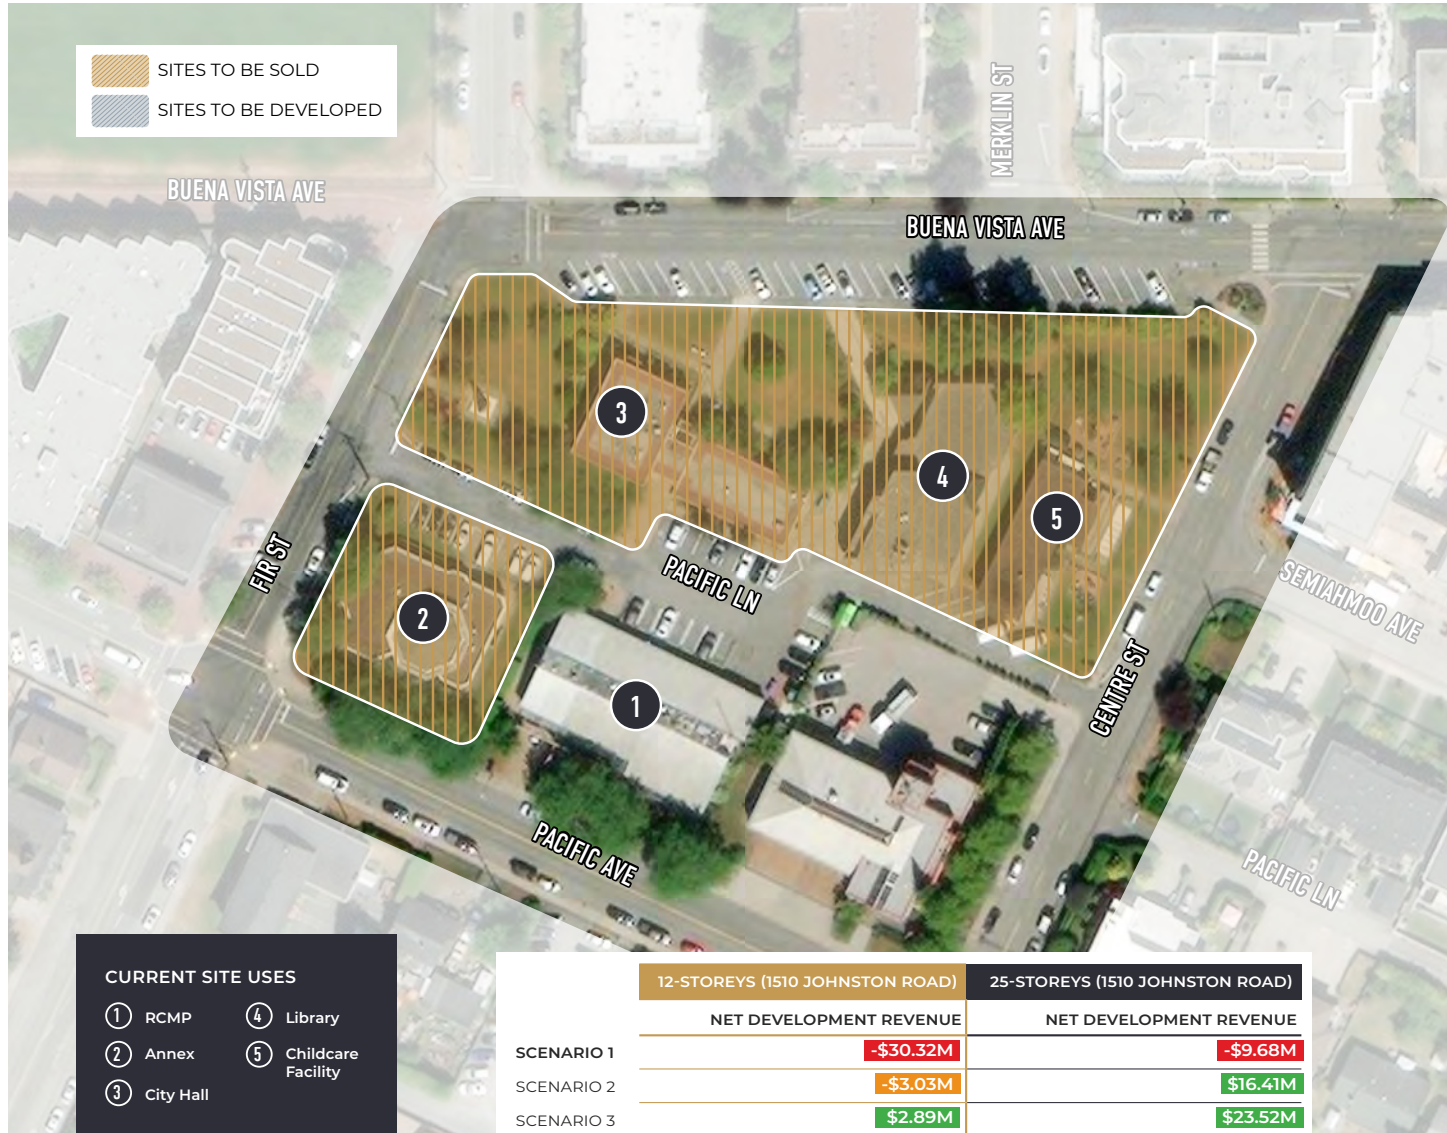 SITES TO BE SOLD
SITES TO BE DEVELOPED
MERKLIN ST
BUENA VISTA AVE
BUENA VISTA AVE
3
4
5
FIR ST
PACIFIC LN
SEMIAHMOO AVE
2
1
CENTRE ST
PACIFIC AVE
PACIFIC LN
CURRENT SITE USES
1 RCMP
2 Annex
3 City Hall
4 Library
5 Childcare
Facility
12-STOREYS (1510 JOHNSTON ROAD) 25-STOREYS (1510 JOHNSTON ROAD)
NET DEVELOPMENT REVENUE NET DEVELOPMENT REVENUE
SCENARIO 1 -$30.32M -$9.68M
SCENARIO 2 -$3.03M $16.41M
SCENARIO 3 $2.89M $23.52M